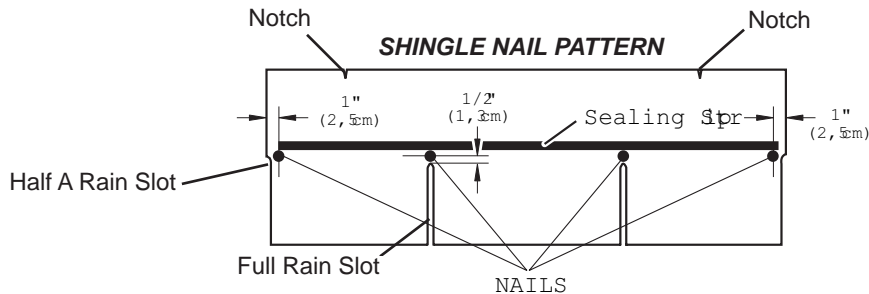 Notch
Notch
SHINGLE NAIL PATTERN
1"
(2,5cm)
1/2"
(1,3cm)
Sealing Stpr
1"
(2,5cm)
Half A Rain Slot
Full Rain Slot
NAILS